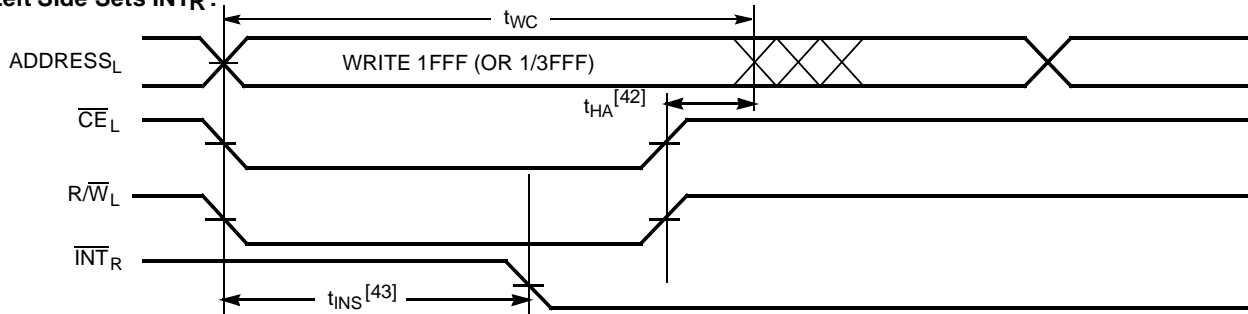 Left Side Sets INTR:
tWC
ADDRESSL
WRITE 1FFF (OR 1/3FFF)
tHA[42]
CEL
R/WL
INTR
tINS[43]